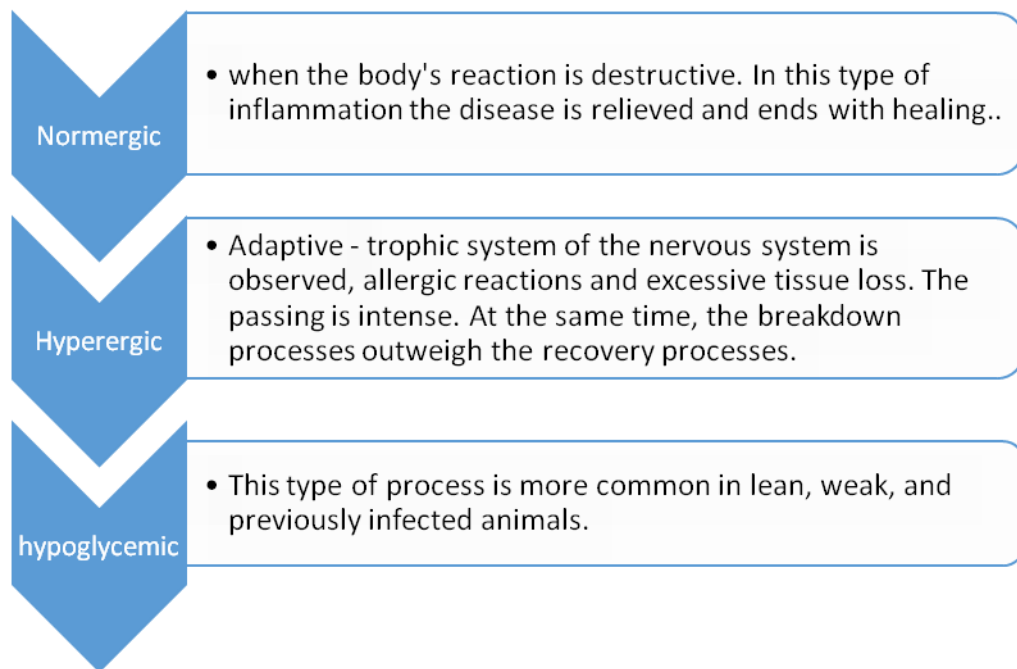 Normergic
• when the body's reaction is destructive. In this type of
inflammation the disease is relieved and ends with healing..
Hyperergic
• Adaptive - trophic system of the nervous system is
observed, allergic reactions and excessive tissue loss. The
passing is intense. At the same time, the breakdown
processes outweigh the recovery processes.
hypoglycemic
• This type of process is more common in lean, weak, and
previously infected animals.